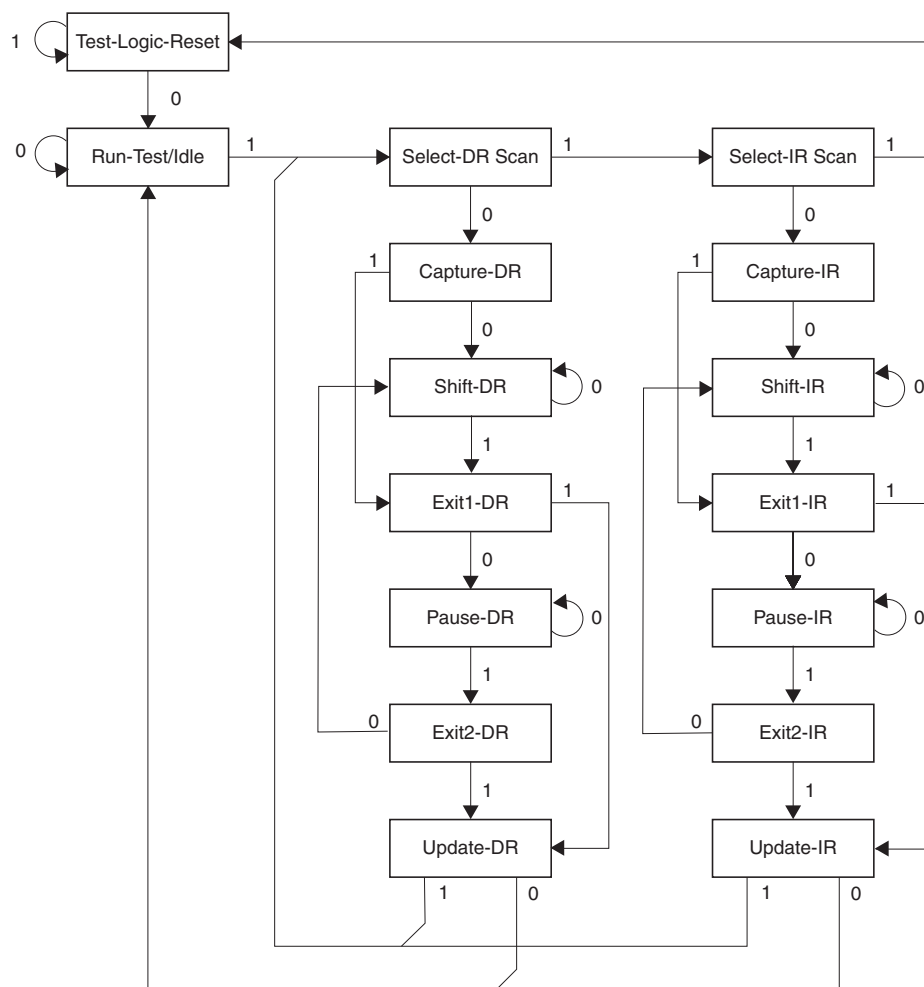 1 Test-Logic-Reset
0
0 Run-Test/Idle 1 Select-DR Scan 1 Select-IR Scan 1
0 0
1 Capture-DR 1 Capture-IR
0 0
Shift-DR 0 Shift-IR 0
1 1
Exit1-DR 1 Exit1-IR 1
0 0
Pause-DR 0 Pause-IR 0
1 1
0 Exit2-DR 0 Exit2-IR
1 1
Update-DR Update-IR
1 0 1 0